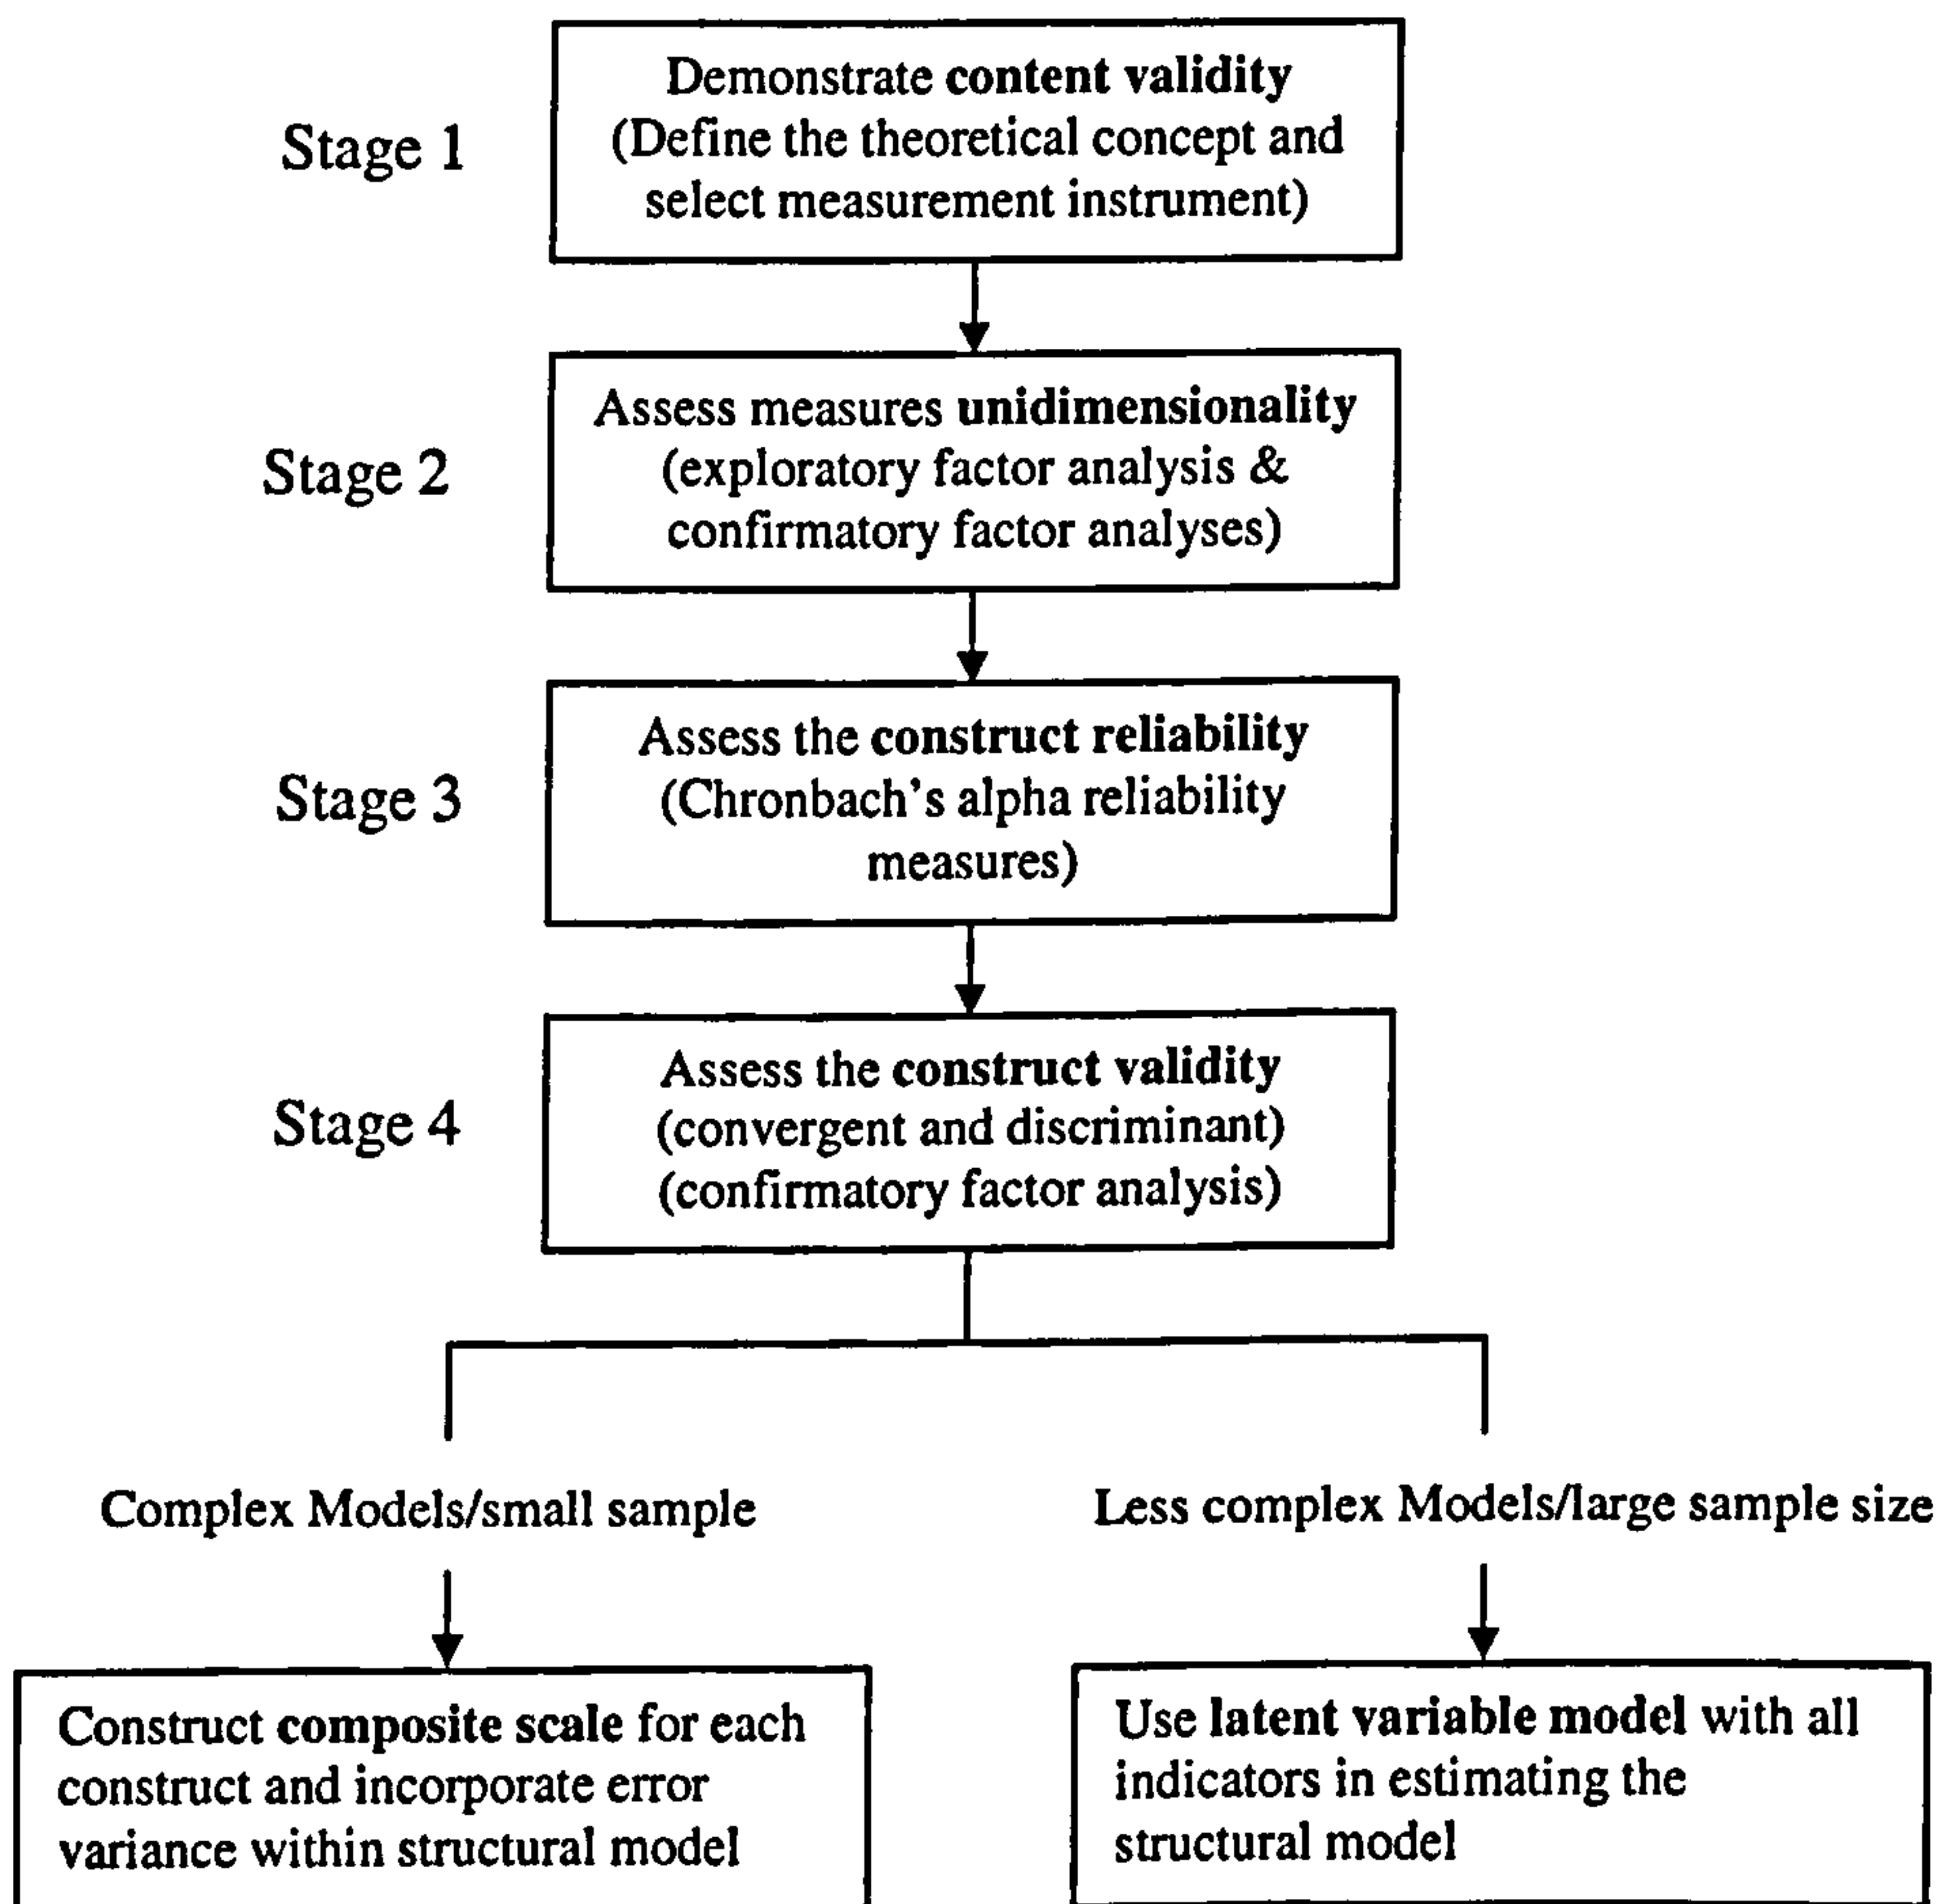 Stage 1
Demonstrate content validity
(Define the theoretical concept and
select measurement instrument)
Stage 2
Assess measures unidimensionality
(exploratory factor analysis &
confirmatory factor analyses)
Stage 3
Assess the construct reliability
(Chronbach's alpha reliability
measures)
Stage 4
Assess the construct validity
(convergent and discriminant)
(confirmatory factor analysis)
Complex Models/small sample
Less complex Models/large sample size
Construct composite scale for each
construct and incorporate error
variance within structural model
Use latent variable model with all
indicators in estimating the
structural model